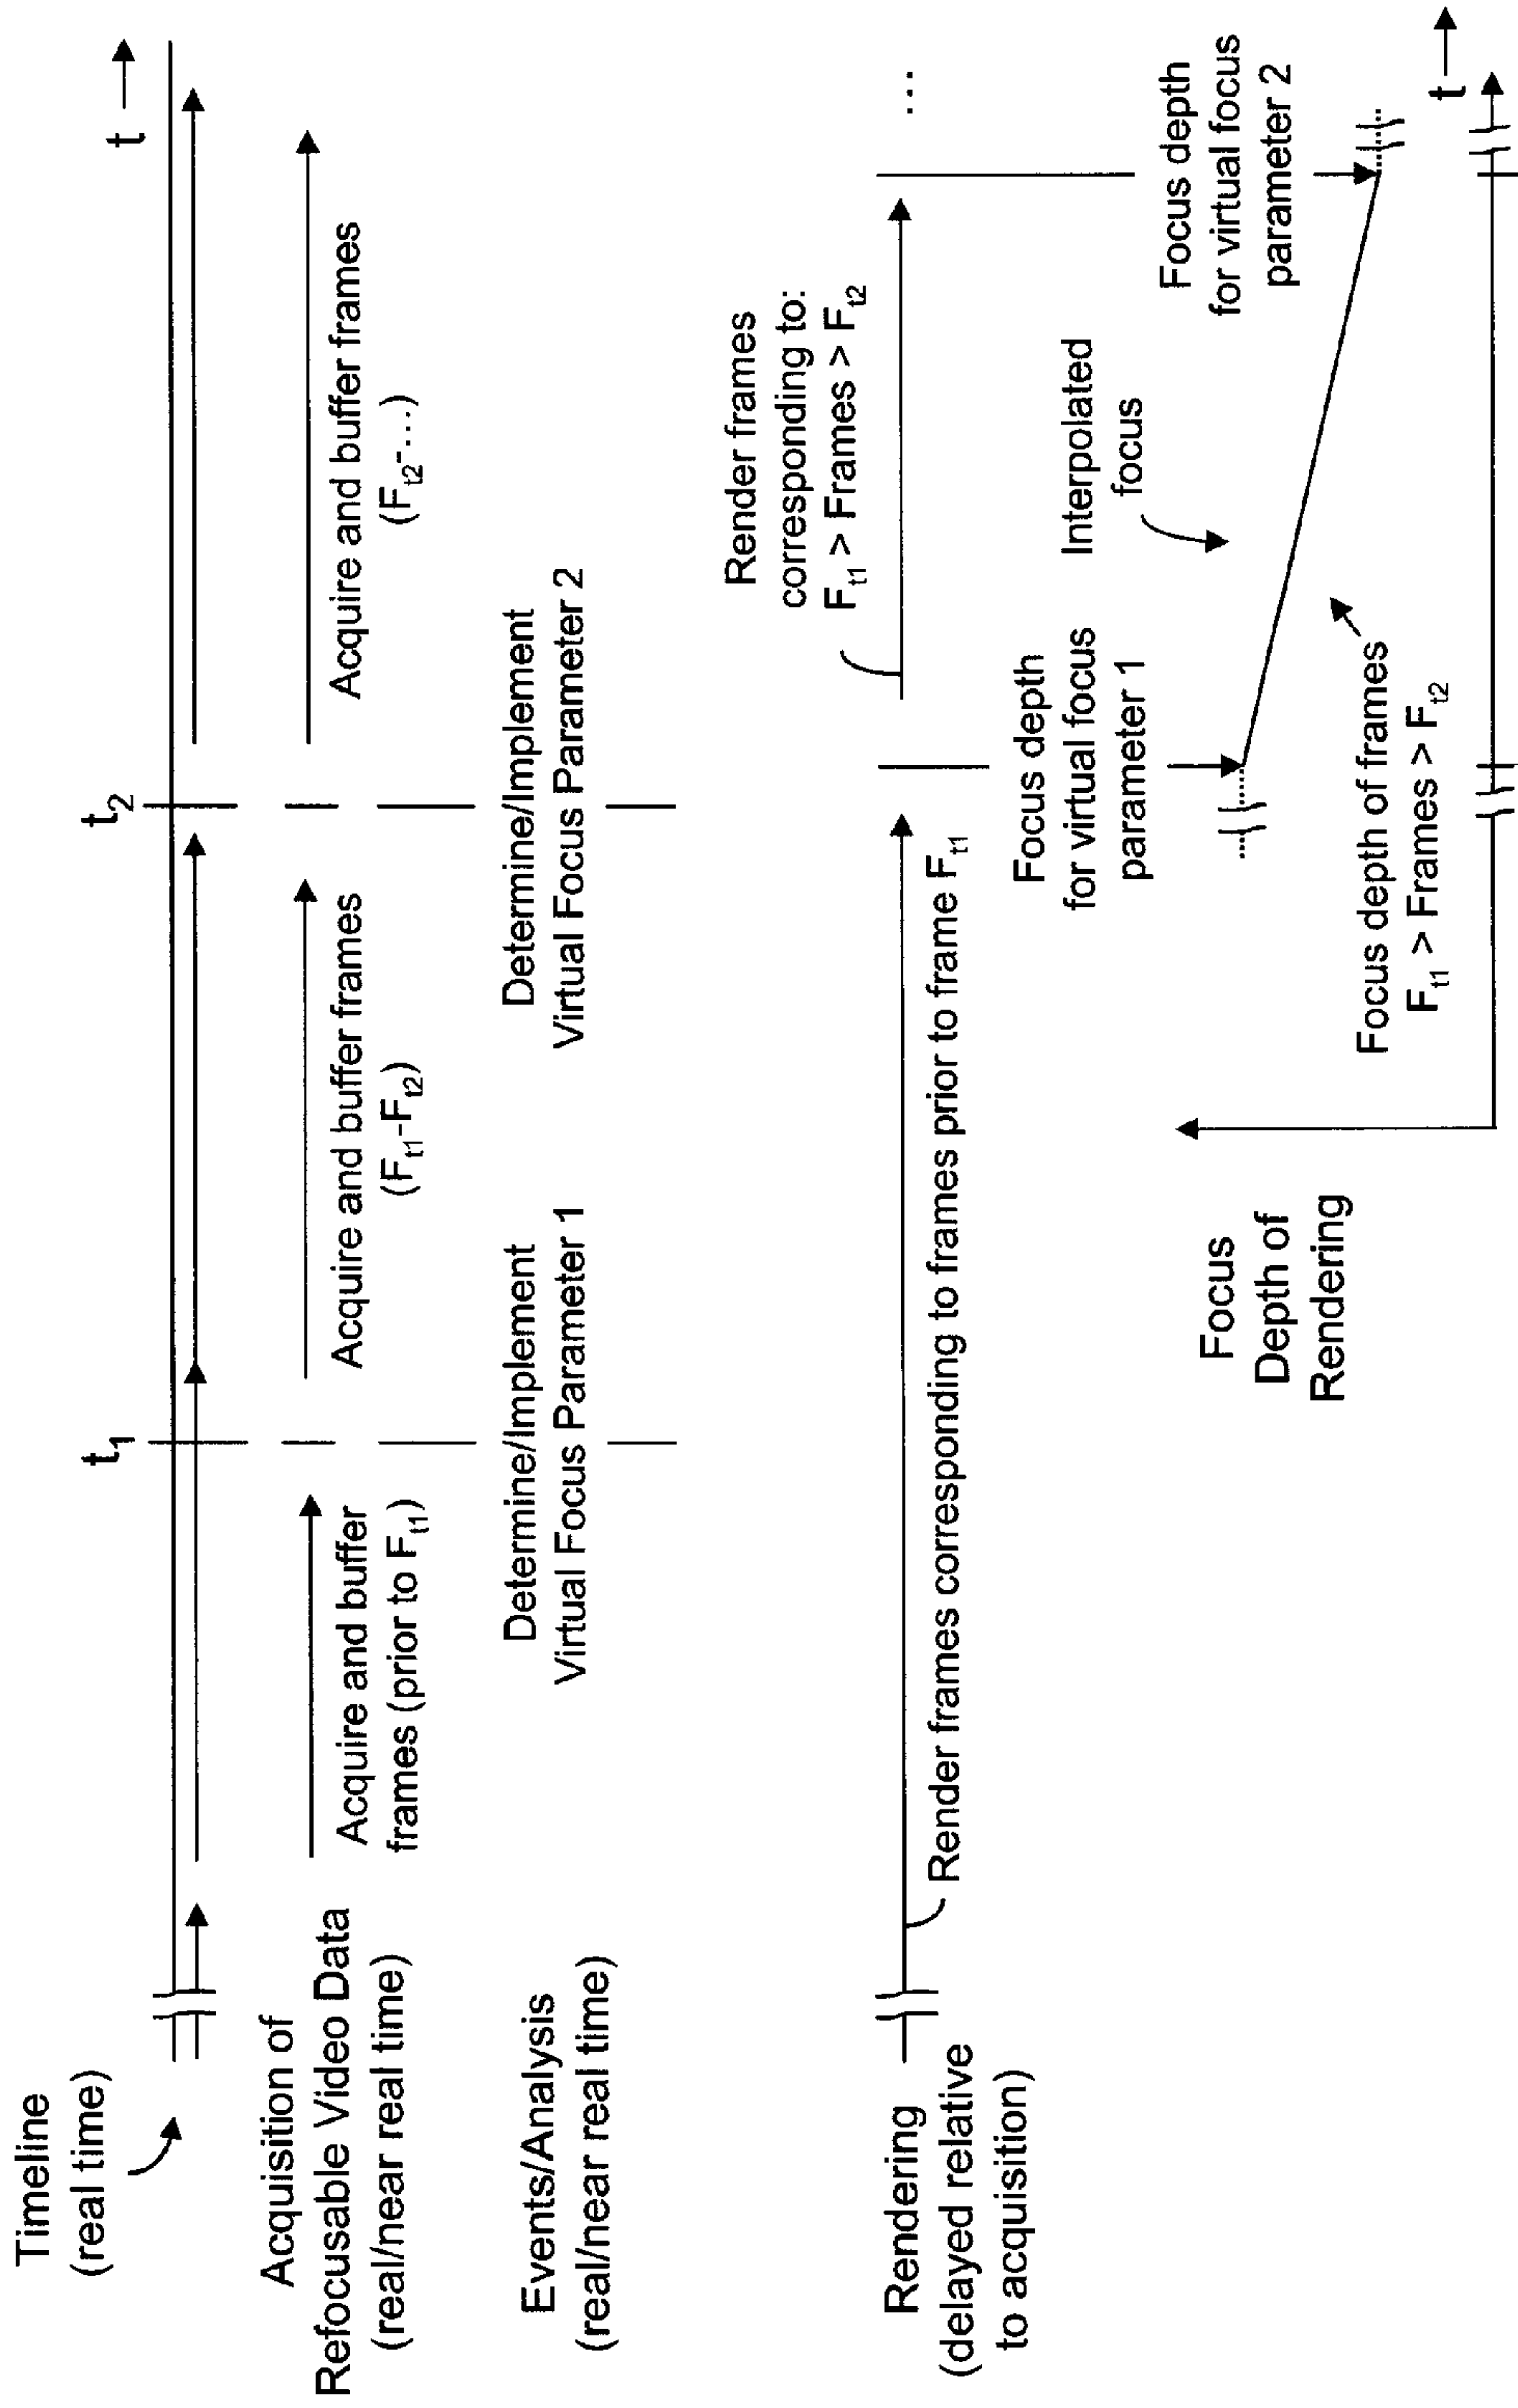 Timeline
(real time)
t
t1
t2
Acquisition of
Refocusable Video Data
(real/near real time)
Acquire and buffer
frames (prior to Ft1)
Acquire and buffer frames
(Ft1-Ft2)
Acquire and buffer frames
(Ft2-...)
Events/Analysis
(real/near real time)
Determine/Implement
Virtual Focus Parameter 1
Determine/Implement
Virtual Focus Parameter 2
Rendering
(delayed relative
to acquisition)
Render frames corresponding to frames prior to frame Ft1
Render frames
corresponding to:
Ft1 > Frames > Ft2
...
Focus depth
for virtual focus
parameter 1
Interpolated
focus
Focus depth
for virtual focus
parameter 2
Focus
Depth of
Rendering
Focus depth of frames
Ft1 > Frames > Ft2
t